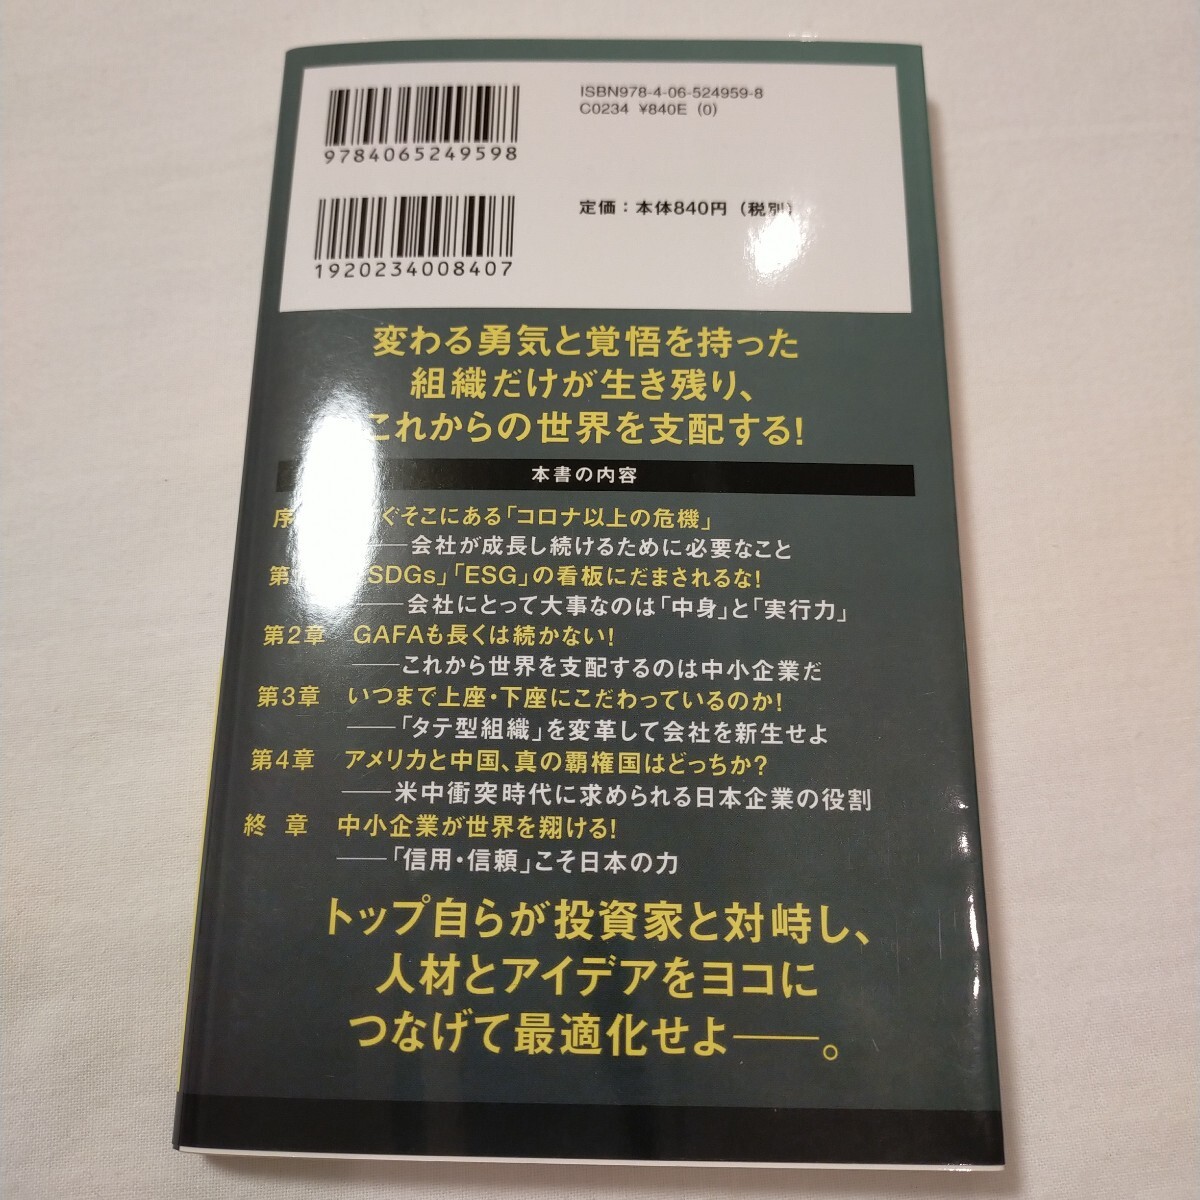 ISBN978-4-06-524959-8
C0234 ¥840E (0)
9784065249598
定価：本体840円（税別）
1920234008407
変わる勇気と覚悟を持った
組織だけが生き残り、
これからの世界を支配する!
本書の内容
序 ぐそこにある「コロナ以上の危機」
──会社が成長し続けるために必要なこと
第 SDGs」「ESG」の看板にだまされるな!
──会社にとって大事なのは「中身」と「実行力」
第2章 GAFAも長くは続かない!
──これから世界を支配するのは中小企業だ
第3章 いつまで上座・下座にこだわっているのか!
──「タテ型組織」を変革して会社を新生せよ
第4章 アメリカと中国、真の覇権国はどっちか?
──米中衝突時代に求められる日本企業の役割
終 章 中小企業が世界を翔ける!
──「信用・信頼」こそ日本の力
トップ自らが投資家と対峙し、
人材とアイデアをヨコに
つなげて最適化せよ──。